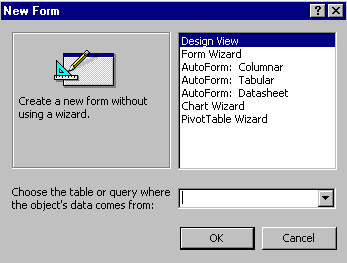 New Form
Design View
Form Wizard
AutoForm: Columnar
AutoForm: Tabular
AutoForm: Datasheet
Chart Wizard
PivotTable Wizard
Create a new form without
using a wizard.
Choose the table or query where
the object's data comes from:
OK
Cancel